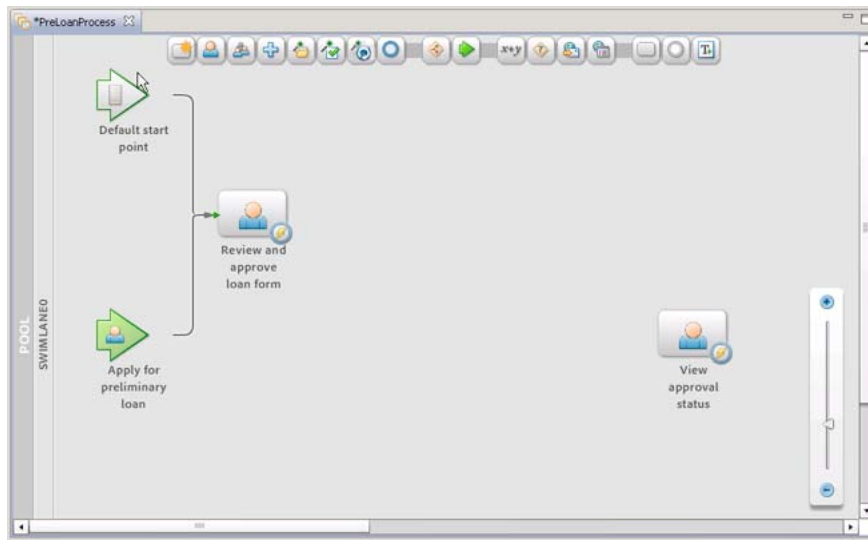 *PreLoanProcess
x+y
T
Default start
point
Review and
approve
loan form
POOL
SWIMLANE0
Apply for
preliminary
loan
View
approval
status